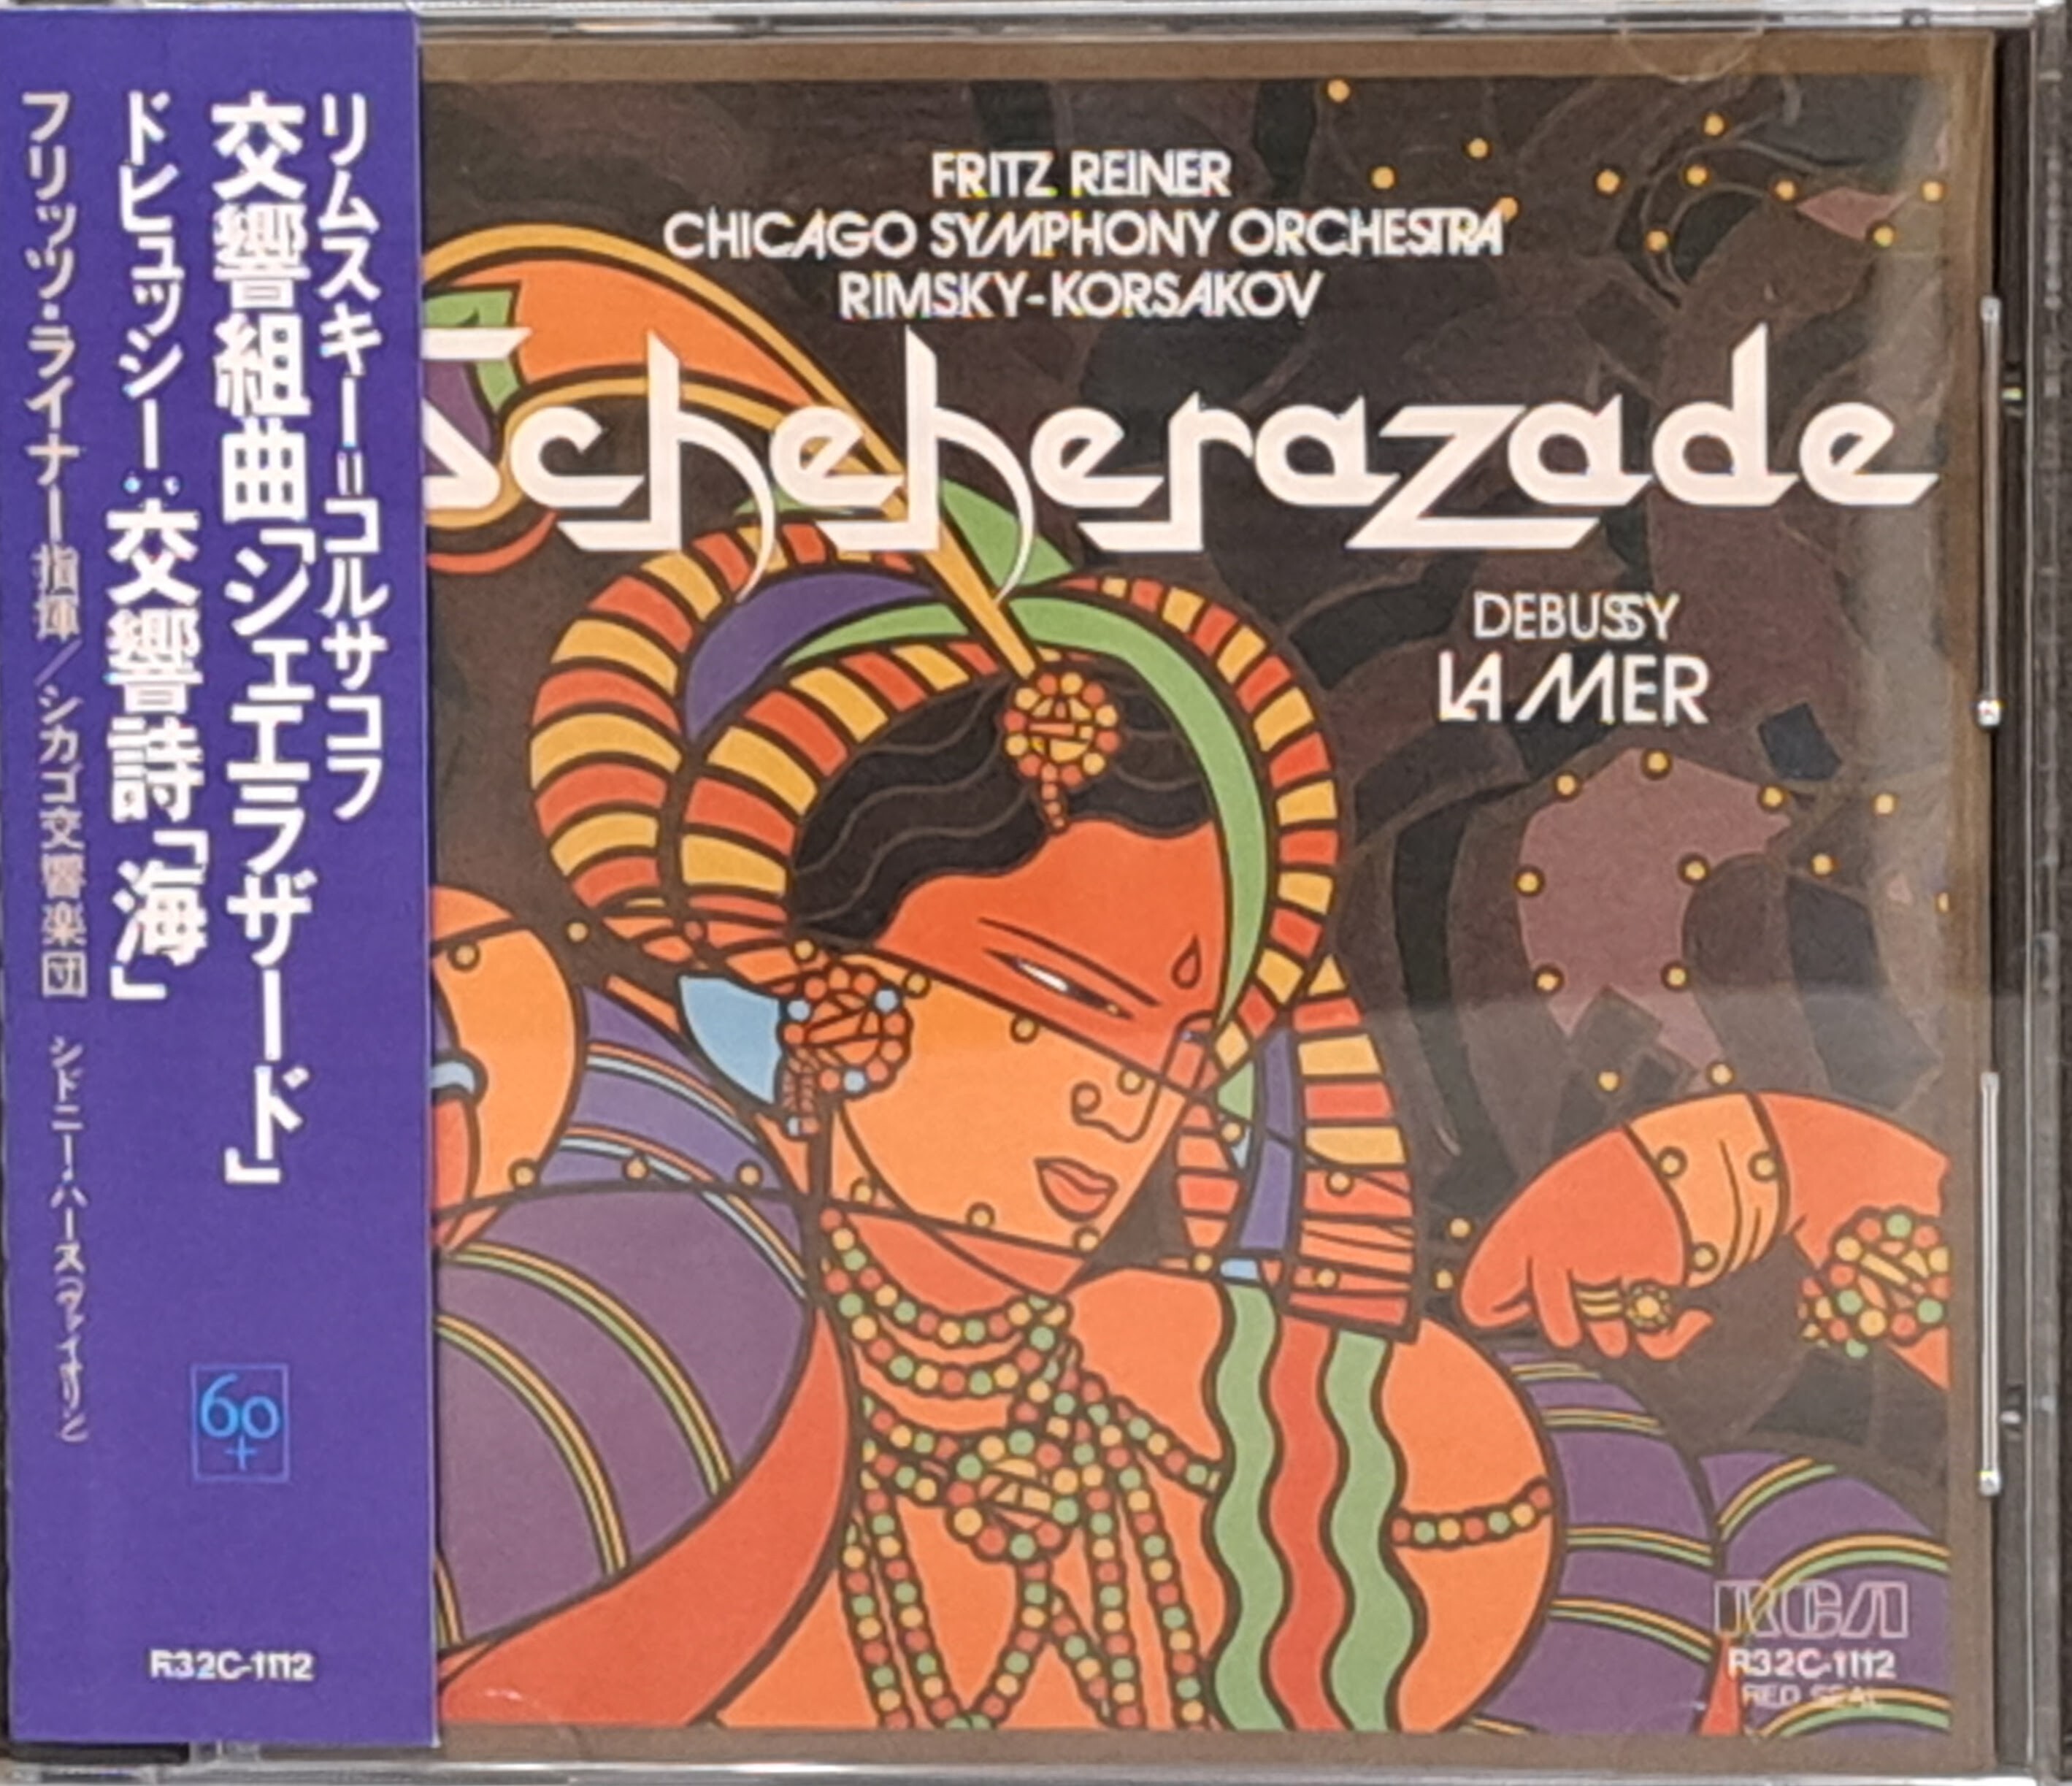 リムスキー=コルサコフ
交響組曲「シェエラザード」
ドビュッシー:交響詩「海」
フリッツ・ライナー指揮/シカゴ交響楽団 シドニー・ハース(ヴァイオリン)
60+
R32C-1112
FRITZ REINER
CHICAGO SYMPHONY ORCHESTRA
RIMSKY-KORSAKOV
Scheherazade
DEBUSSY
LA MER
RCA
R32C-1112
RED SEAL